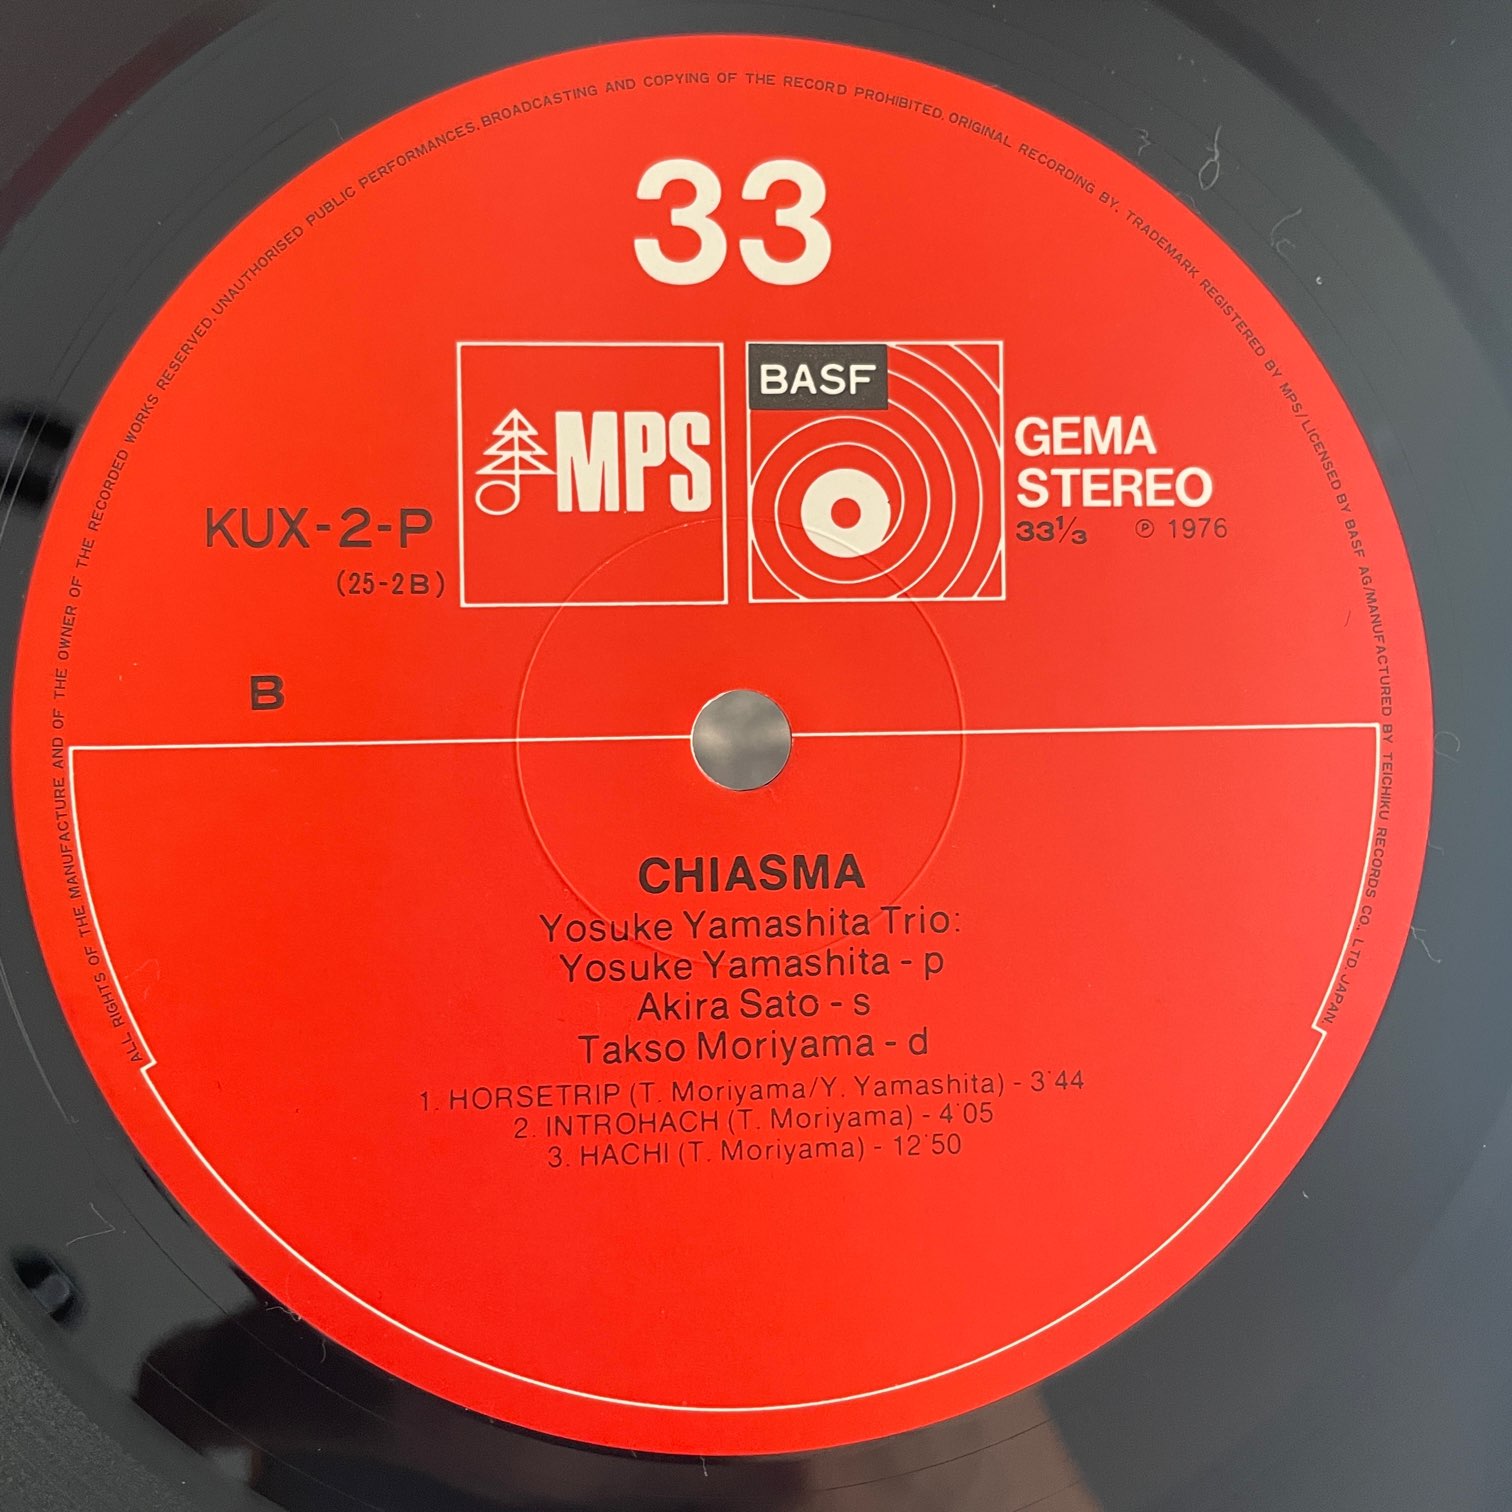 ALL RIGHTS OF THE MANUFACTURE AND OF THE OWNER OF THE RECORDED WORKS RESERVED. UNAUTHORISED PUBLIC PERFORMANCES, BROADCASTING AND COPYING OF THE RECORD PROHIBITED. ORIGINAL RECORDING BY. TRADEMARK REGISTERED BY MPS/LICENSED BY BASF AG/MANUFACTURED BY TEICHIKU RECORDS CO., LTD. JAPAN.
33
MPS
BASF
GEMA
STEREO
33⅓ ℗ 1976
KUX-2-P
(25-2B)
B
CHIASMA
Yosuke Yamashita Trio:
Yosuke Yamashita - p
Akira Sato - s
Takso Moriyama - d
1. HORSETRIP (T. Moriyama/Y. Yamashita) - 3'44
2. INTROHACH (T. Moriyama) - 4'05
3. HACHI (T. Moriyama) - 12'50